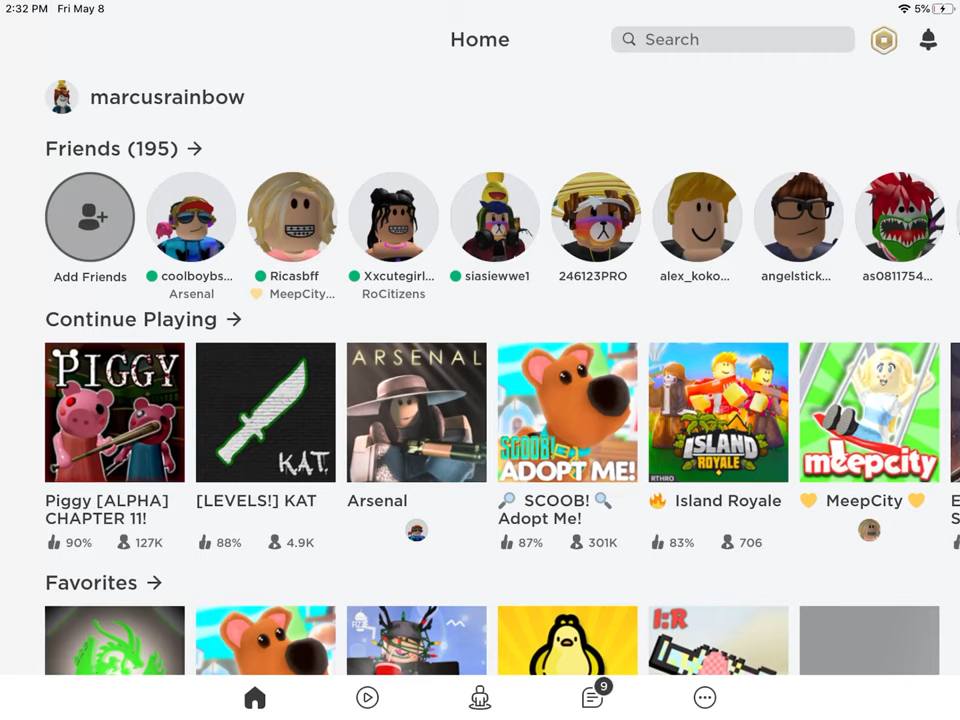 2:32 PM Fri May 8 5%
Home
Search
marcusrainbow
Friends (195) →
Add Friends
coolboybs...
Arsenal
Ricasbff
💛 MeepCity...
Xxcutegirl...
RoCitizens
siasiewwe1
246123PRO
alex_koko...
angelstick...
as0811754...
Continue Playing →
PIGGY
KAT.
ARSENAL
SCOOB!
ADOPT ME!
ISLAND
ROYALE
RTHRO
meepcity
Piggy [ALPHA]
CHAPTER 11!
90% 127K
[LEVELS!] KAT
88% 4.9K
Arsenal
🔎 SCOOB! 🔍
Adopt Me!
87% 301K
🔥 Island Royale
83% 706
💛 MeepCity 💛
Favorites →
I:R
9